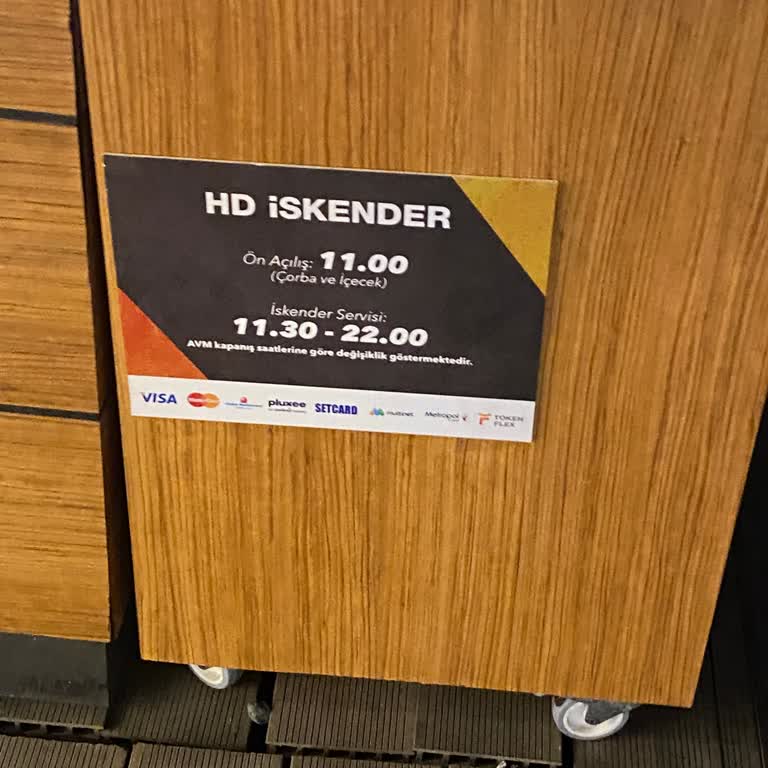 HD İSKENDER
Ön Açılış: 11.00
(Çorba ve İçecek)
İskender Servisi:
11.30 - 22.00
AVM kapanış saatlerine göre değişiklik göstermektedir.
VISA pluxee SETCARD multinet Metropol TOKEN FLEX